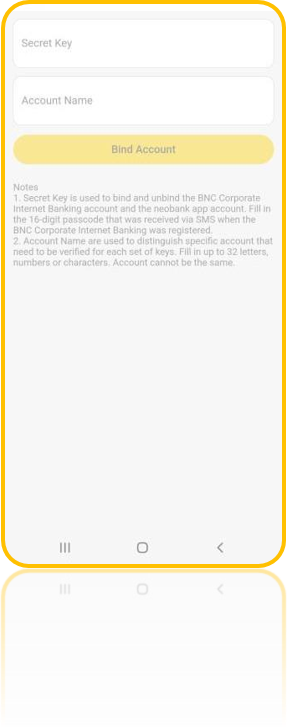 Secret Key
Account Name
Bind Account
Notes
1. Secret Key is used to bind and unbind the BNC Corporate
Internet Banking account and the neobank app account. Fill in
the 16-digit passcode that was received via SMS when the
BNC Corporate Internet Banking was registered.
2. Account Name are used to distinguish specific account that
need to be verified for each set of keys. Fill in up to 32 letters,
numbers or characters. Account cannot be the same.